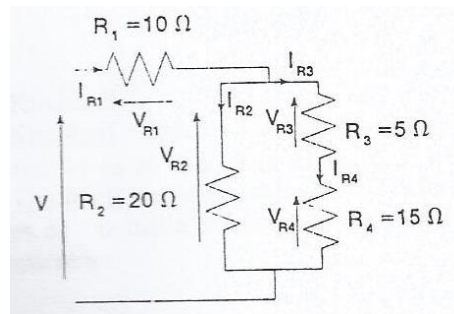 R1 = 10 Ω
IR3
IR1
VR1
IR2
VR3
R3 = 5 Ω
VR2
IR4
V
R2 = 20 Ω
VR4
R4 = 15 Ω